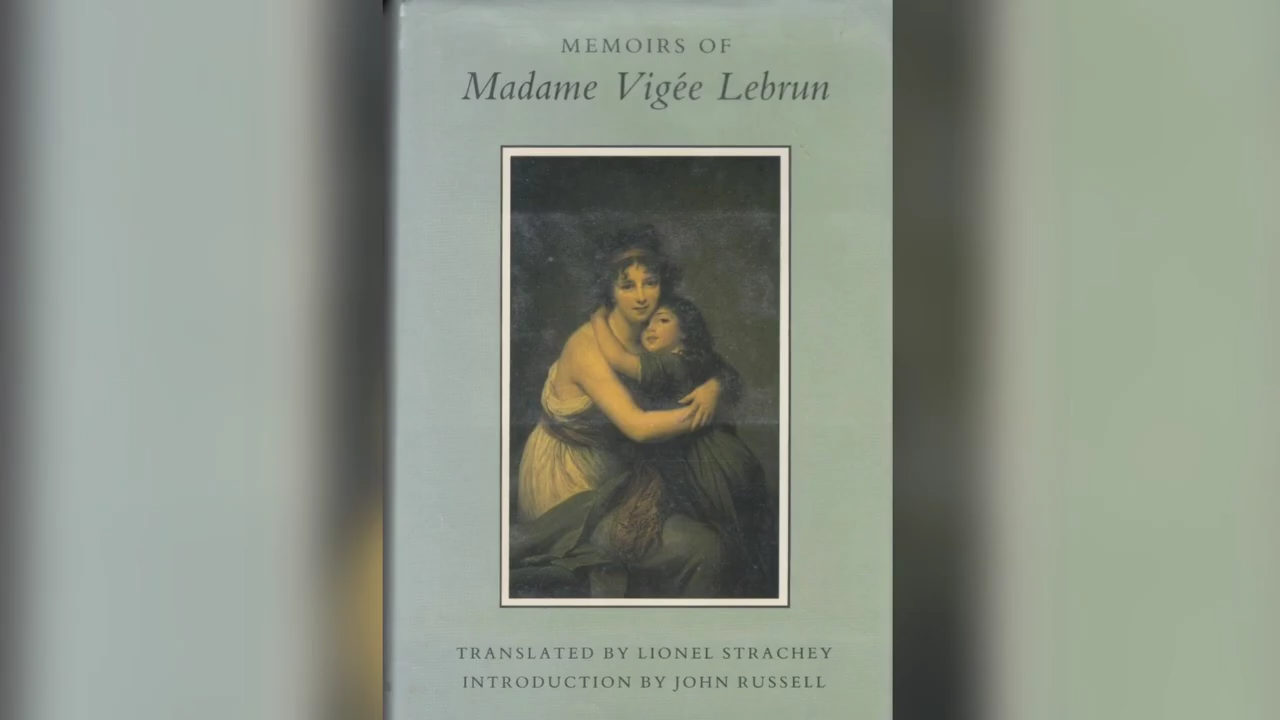 MEMOIRS OF
Madame Vigée Lebrun
TRANSLATED BY LIONEL STRACHEY
INTRODUCTION BY JOHN RUSSELL